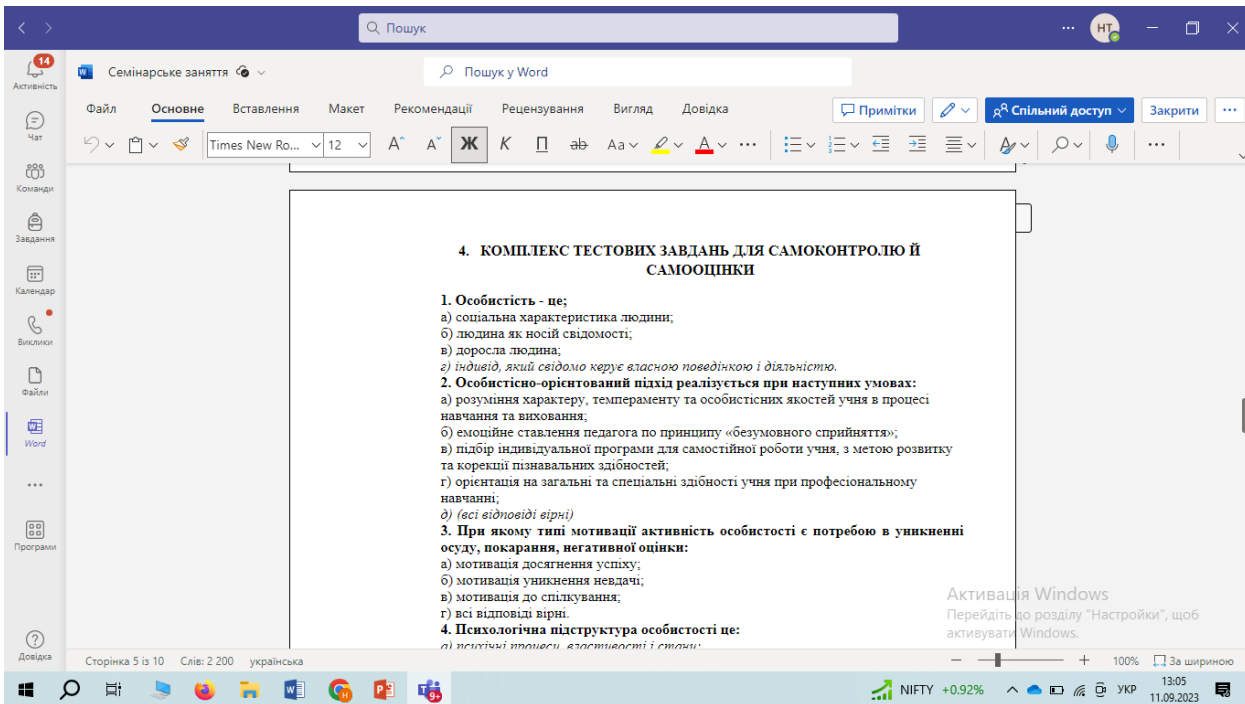 Пошук
НТ
14
Активність
Чат
Команди
Завдання
Календар
Виклики
Файли
Word
Програми
Довідка
Семінарське заняття
Пошук у Word
Файл Основне Вставлення Макет Рекомендації Рецензування Вигляд Довідка
Примітки Спільний доступ Закрити
Times New Ro... 12 Ж К П ab Aa А
4. КОМПЛЕКС ТЕСТОВИХ ЗАВДАНЬ ДЛЯ САМОКОНТРОЛЮ Й
САМООЦІНКИ
1. Особистість - це;
а) соціальна характеристика людини;
б) людина як носій свідомості;
в) доросла людина;
г) індивід, який свідомо керує власною поведінкою і діяльністю.
2. Особистісно-орієнтований підхід реалізується при наступних умовах:
а) розуміння характеру, темпераменту та особистісних якостей учня в процесі
навчання та виховання;
б) емоційне ставлення педагога по принципу «безумовного сприйняття»;
в) підбір індивідуальної програми для самостійної роботи учня, з метою розвитку
та корекції пізнавальних здібностей;
г) орієнтація на загальні та спеціальні здібності учня при професіональному
навчанні;
д) (всі відповіді вірні)
3. При якому типі мотивації активність особистості є потребою в уникненні
осуду, покарання, негативної оцінки:
а) мотивація досягнення успіху;
б) мотивація уникнення невдачі;
в) мотивація до спілкування;
г) всі відповіді вірні.
4. Психологічна підструктура особистості це:
а) психічні процеси, властивості і стани;
Активація Windows
Перейдіть до розділу "Настройки", щоб
активувати Windows.
Сторінка 5 із 10 Слів: 2 200 українська
100% За шириною
9+
NIFTY +0.92%
УКР
13:05
11.09.2023